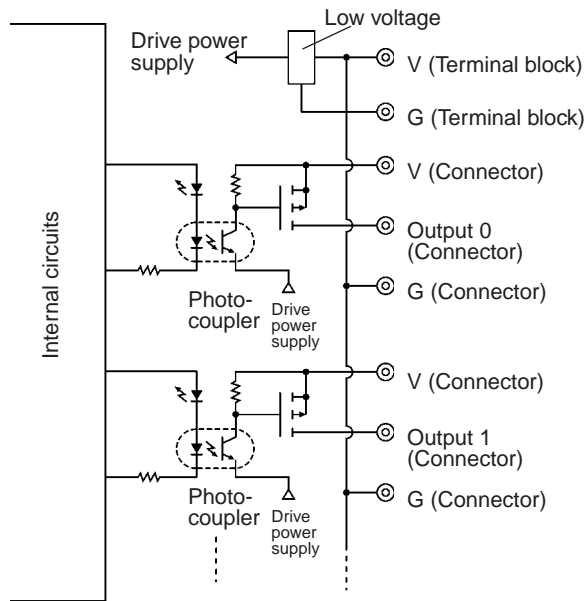 Low voltage
Drive power
supply
V (Terminal block)
G (Terminal block)
V (Connector)
Output 0
(Connector)
G (Connector)
Photo-
coupler
Drive
power
supply
Internal circuits
V (Connector)
Output 1
(Connector)
G (Connector)
Photo-
coupler
Drive
power
supply